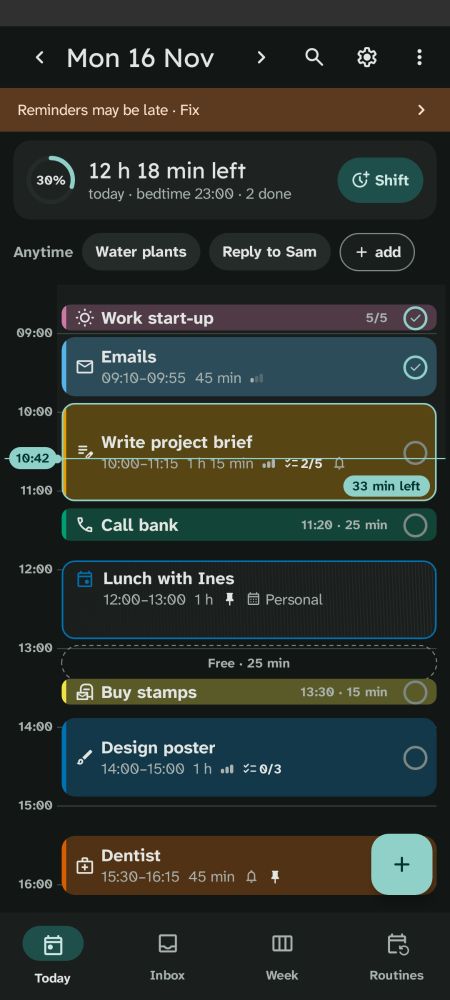 Mon 16 Nov
Reminders may be late · Fix
30%
12 h 18 min left
today · bedtime 23:00 · 2 done
Shift
Anytime
Water plants
Reply to Sam
+ add
Work start-up
5/5
09:00
Emails
09:10–09:55 45 min
10:00
Write project brief
10:00–11:15 1 h 15 min 2/5
10:42
33 min left
11:00
Call bank
11:20 · 25 min
12:00
Lunch with Ines
12:00–13:00 1 h Personal
13:00
Free · 25 min
Buy stamps
13:30 · 15 min
14:00
Design poster
14:00–15:00 1 h 0/3
15:00
Dentist
15:30–16:15 45 min
16:00
Today
Inbox
Week
Routines